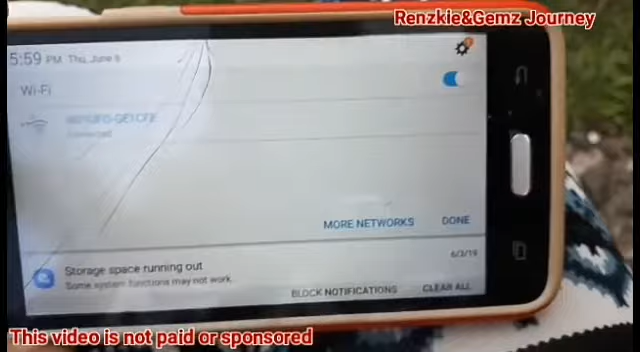 Renzkie&Gemz Journey
5:59 PM Thu, June 6
Wi-Fi
Connected
MORE NETWORKS DONE
Storage space running out 6/3/19
Some system functions may not work.
BLOCK NOTIFICATIONS CLEAR ALL
This video is not paid or sponsored